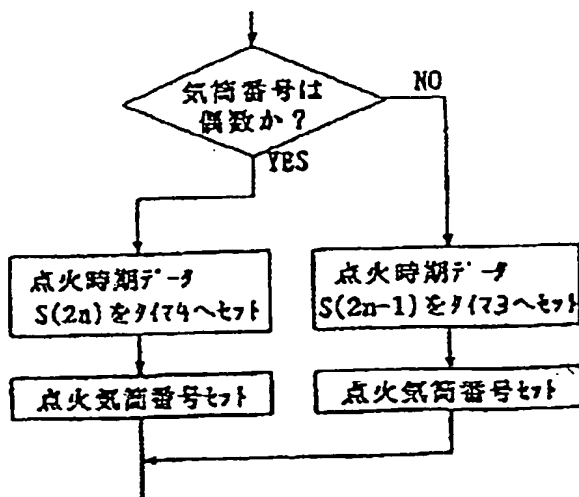 気筒番号は
偶数か?
NO
YES
点火時期データ
S(2n)をタイマ4へセット
点火時期データ
S(2n-1)をタイマ3へセット
点火気筒番号セット
点火気筒番号セット